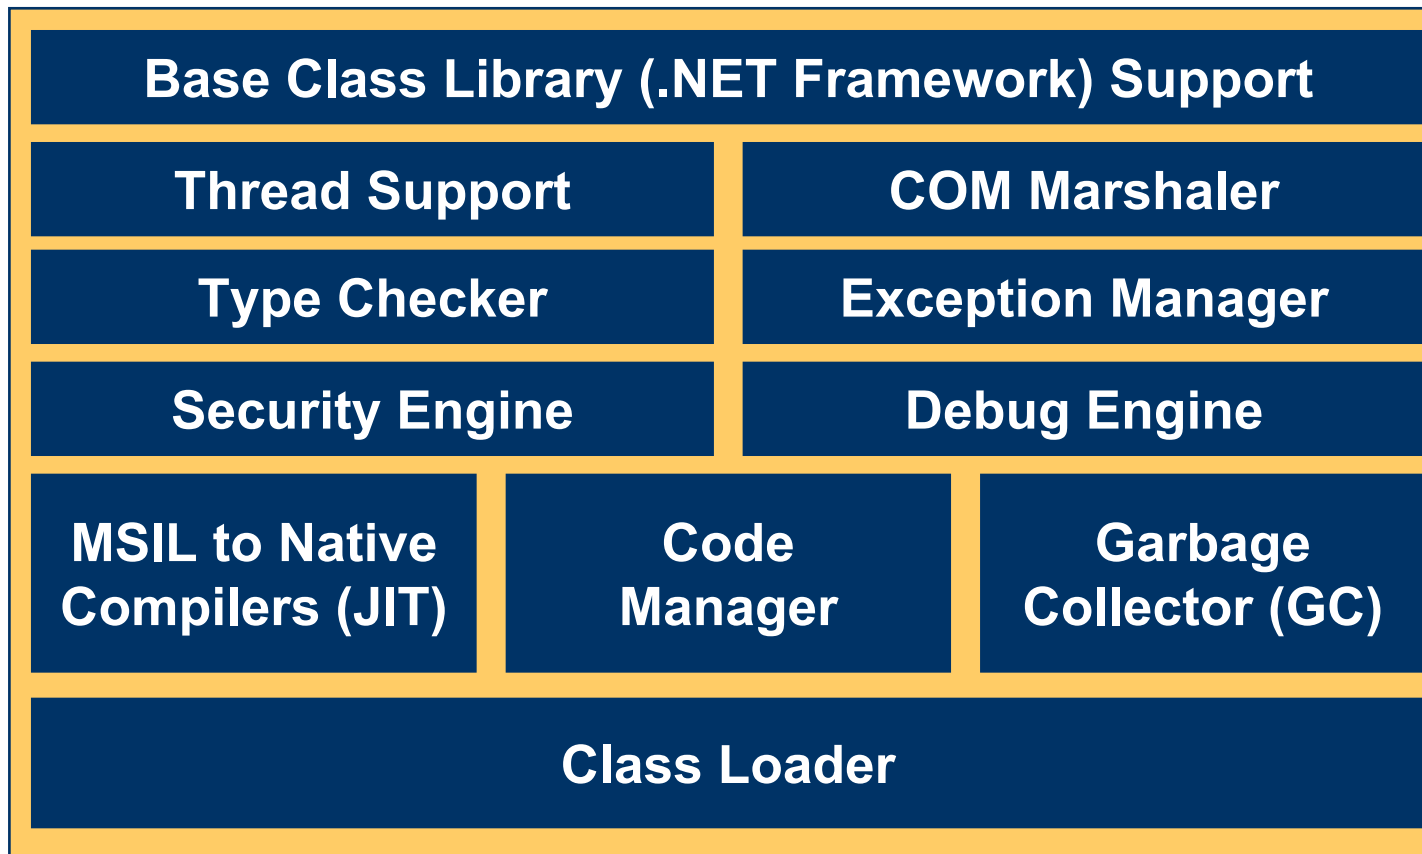 Base Class Library (.NET Framework) Support
Thread Support
COM Marshaler
Type Checker
Exception Manager
Security Engine
Debug Engine
MSIL to Native
Compilers (JIT)
Code
Manager
Garbage
Collector (GC)
Class Loader